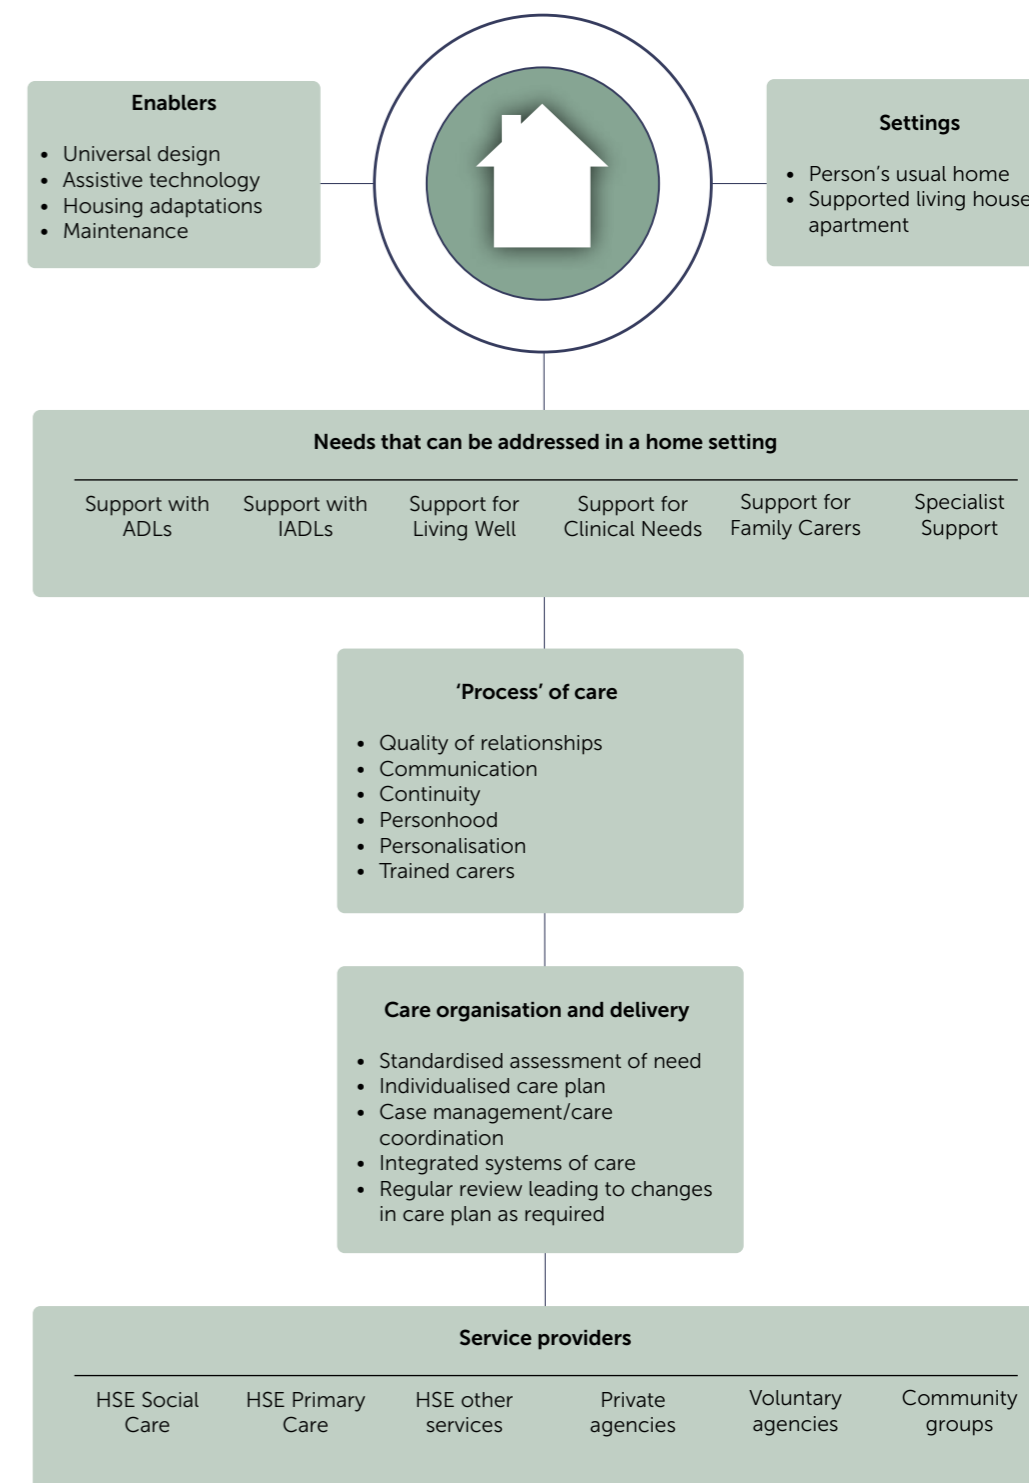 Enablers
• Universal design
• Assistive technology
• Housing adaptations
• Maintenance
Settings
• Person's usual home
• Supported living house
apartment
Needs that can be addressed in a home setting
Support with
ADLs
Support with
IADLs
Support for
Living Well
Support for
Clinical Needs
Support for
Family Carers
Specialist
Support
‘Process’ of care
• Quality of relationships
• Communication
• Continuity
• Personhood
• Personalisation
• Trained carers
Care organisation and delivery
• Standardised assessment of need
• Individualised care plan
• Case management/care
coordination
• Integrated systems of care
• Regular review leading to changes
in care plan as required
Service providers
HSE Social
Care
HSE Primary
Care
HSE other
services
Private
agencies
Voluntary
agencies
Community
groups